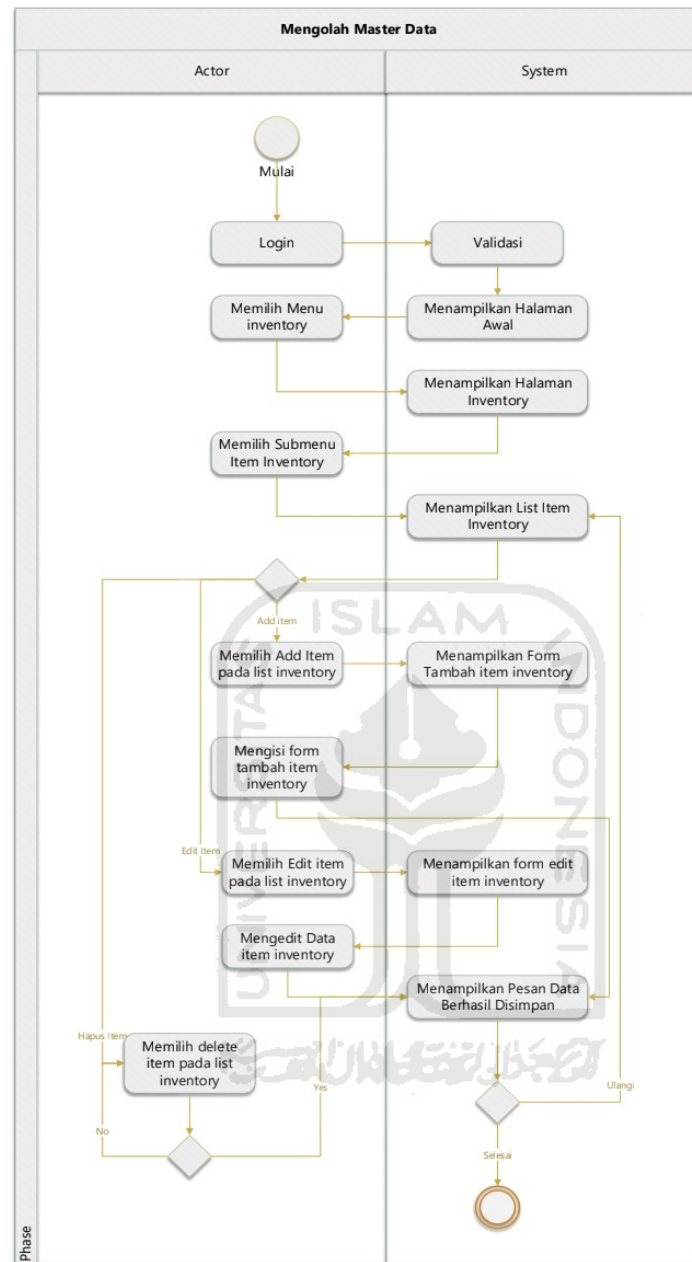 Mengolah Master Data
Actor
System
Mulai
Login
Validasi
Memilih Menu
inventory
Menampilkan Halaman
Awal
Menampilkan Halaman
Inventory
Memilih Submenu
Item Inventory
Menampilkan List Item
Inventory
Add item
Memilih Add Item
pada list inventory
Menampilkan Form
Tambah item inventory
Mengisi form
tambah item
inventory
Edit Item
Memilih Edit item
pada list inventory
Menampilkan form edit
item inventory
Mengedit Data
item inventory
Menampilkan Pesan Data
Berhasil Disimpan
Hapus Item
Memilih delete
item pada list
inventory
Yes
Ulangi
No
Selesai
Phase
UNIVERSITAS
ISLAM
INDONESIA